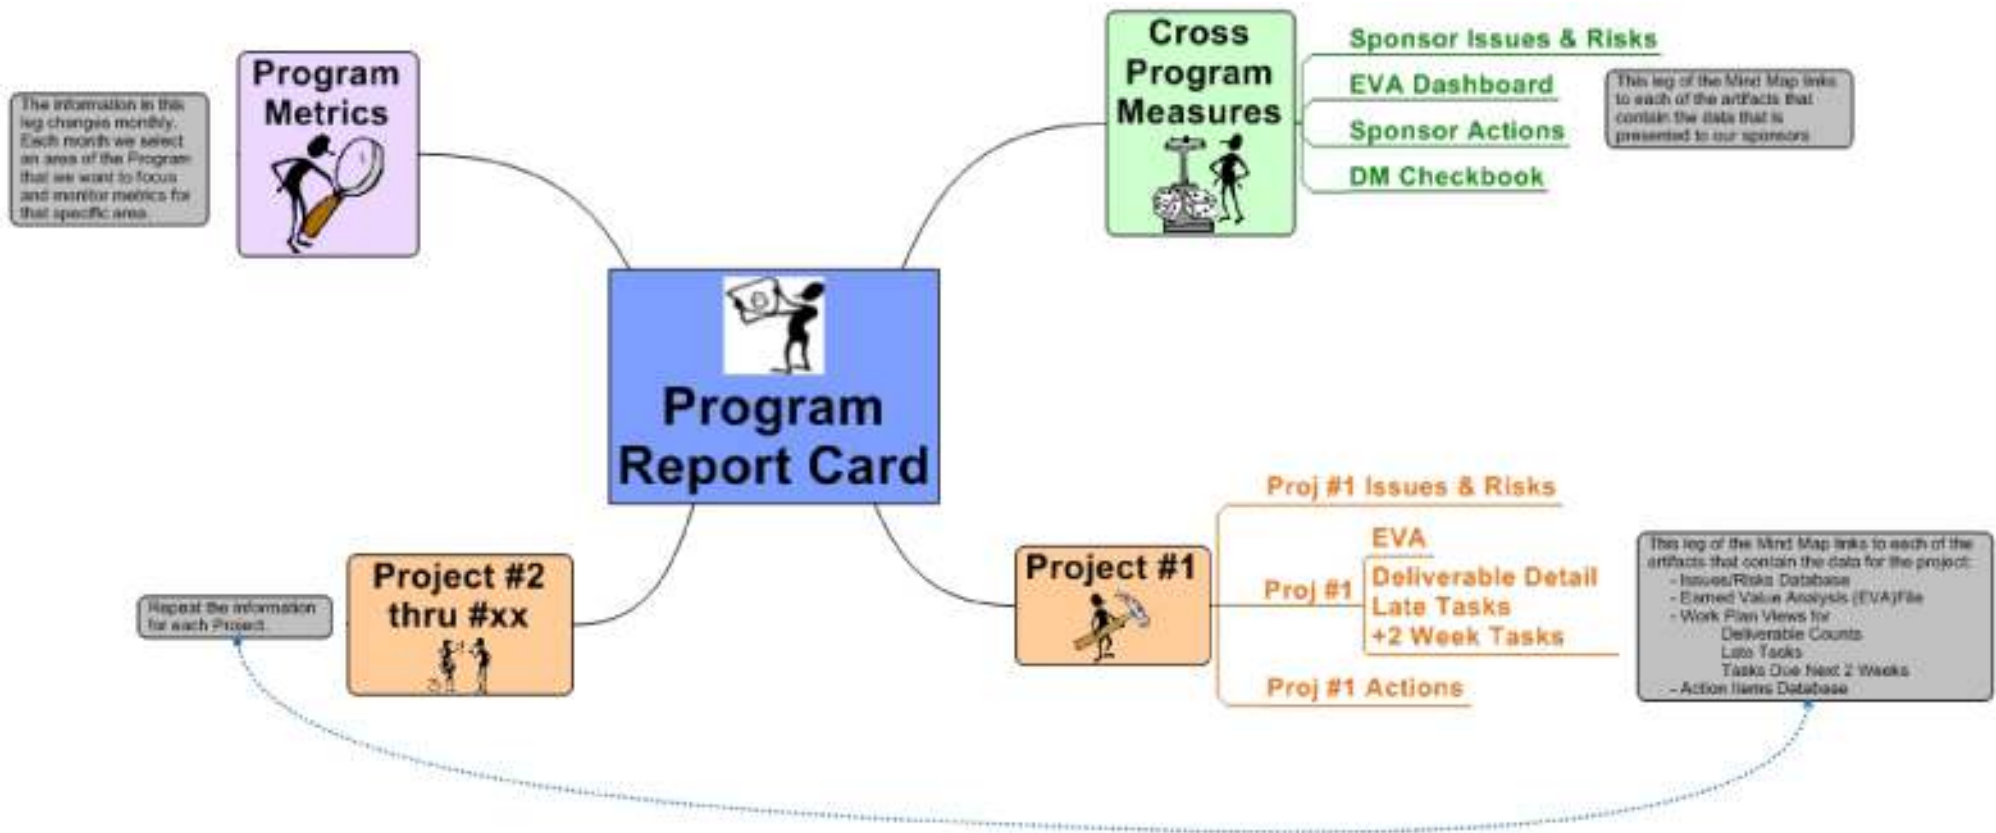 Program
Metrics
The information in this
leg changes monthly.
Each month we select
an area of the Program
that we want to focus
and monitor metrics for
that specific area.
Cross
Program
Measures
Sponsor Issues & Risks
EVA Dashboard
Sponsor Actions
DM Checkbook
This leg of the Mind Map links
to each of the artifacts that
contain the data that is
presented to our sponsors
Program
Report Card
Project #2
thru #xx
Repeat the information
for each Project.
Project #1
Proj #1 Issues & Risks
Proj #1
EVA
Deliverable Detail
Late Tasks
+2 Week Tasks
Proj #1 Actions
This leg of the Mind Map links to each of the
artifacts that contain the data for the project:
- Issues/Risks Database
- Earned Value Analysis (EVA)File
- Work Plan Views for
Deliverable Counts
Late Tasks
Tasks Due Next 2 Weeks
- Action Items Database